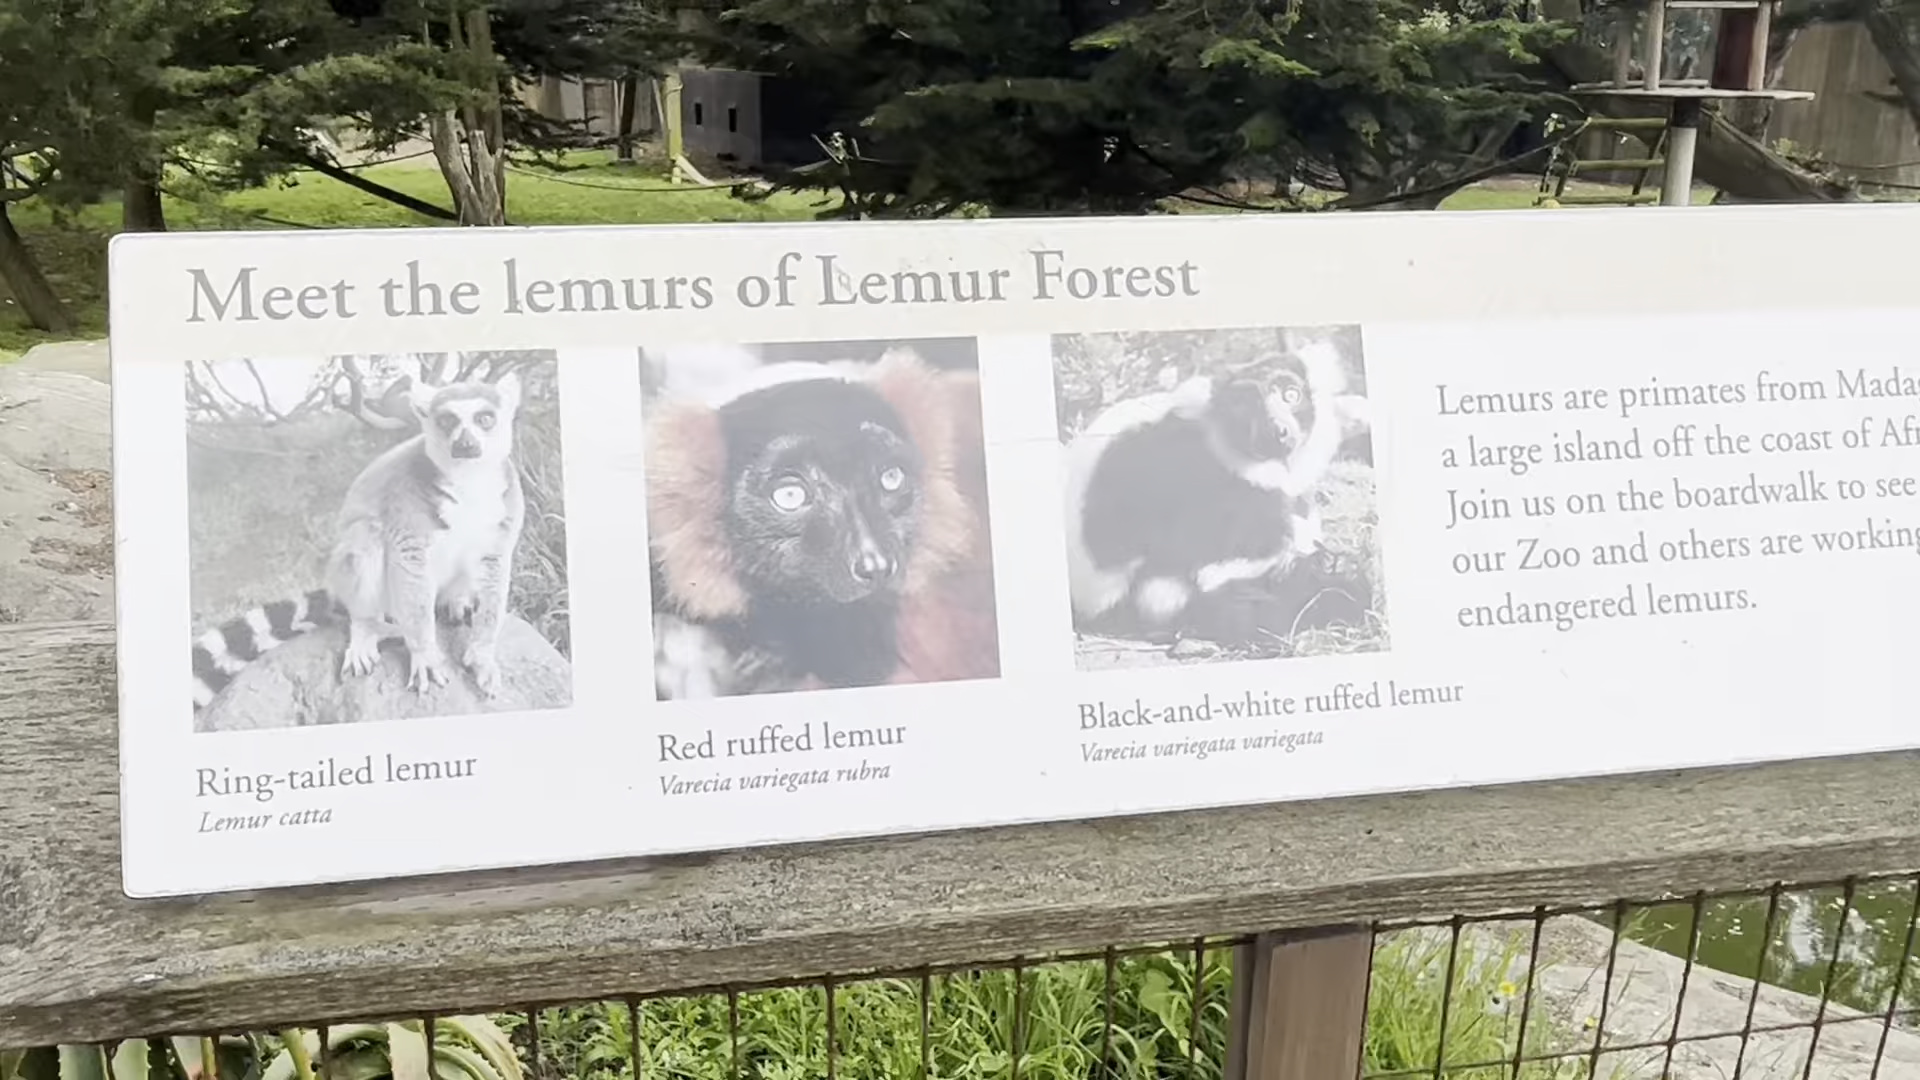 Meet the lemurs of Lemur Forest
Ring-tailed lemur
Lemur catta
Red ruffed lemur
Varecia variegata rubra
Black-and-white ruffed lemur
Varecia variegata variegata
Lemurs are primates from
a large island off the coast of
Join us on the boardwalk to see
our Zoo and others are working
endangered lemurs.